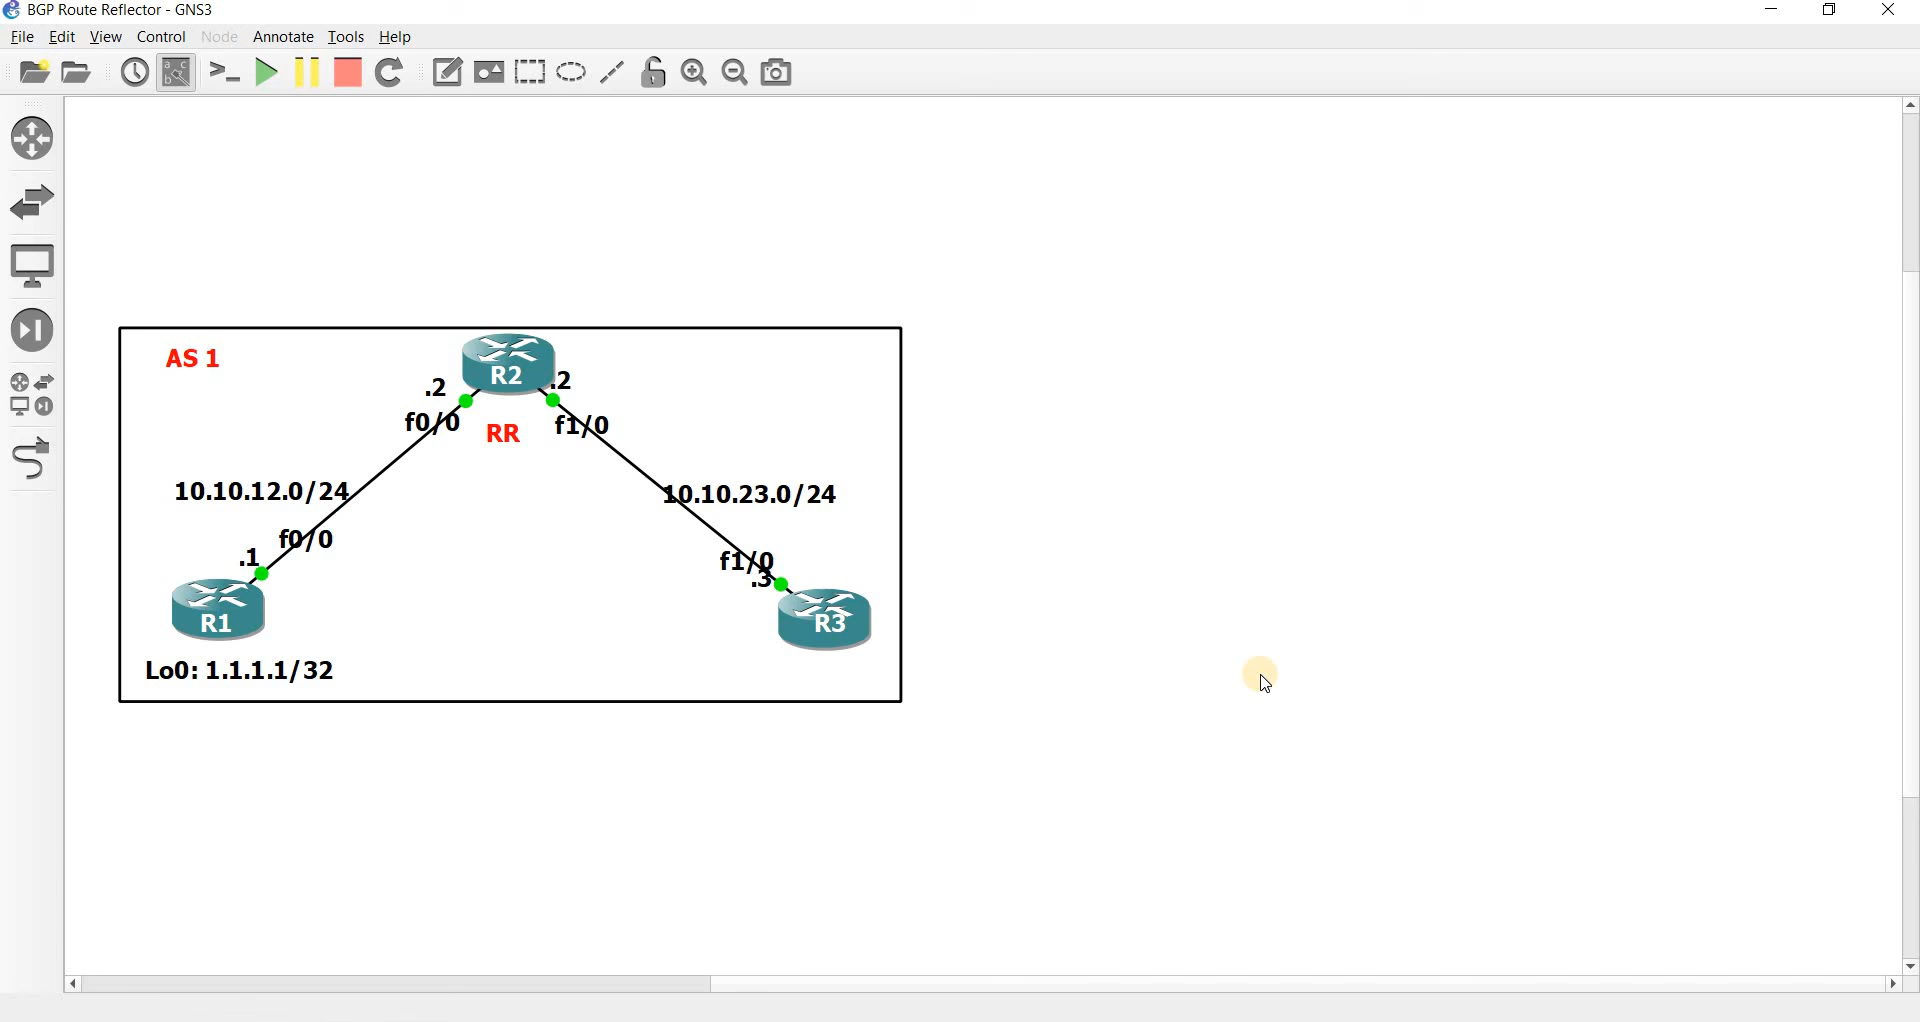 BGP Route Reflector - GNS3
File Edit View Control Node Annotate Tools Help
AS 1
R2
.2
.2
f0/0
f1/0
RR
10.10.12.0/24
10.10.23.0/24
f0/0
.1
f1/0
.3
R1
R3
Lo0: 1.1.1.1/32